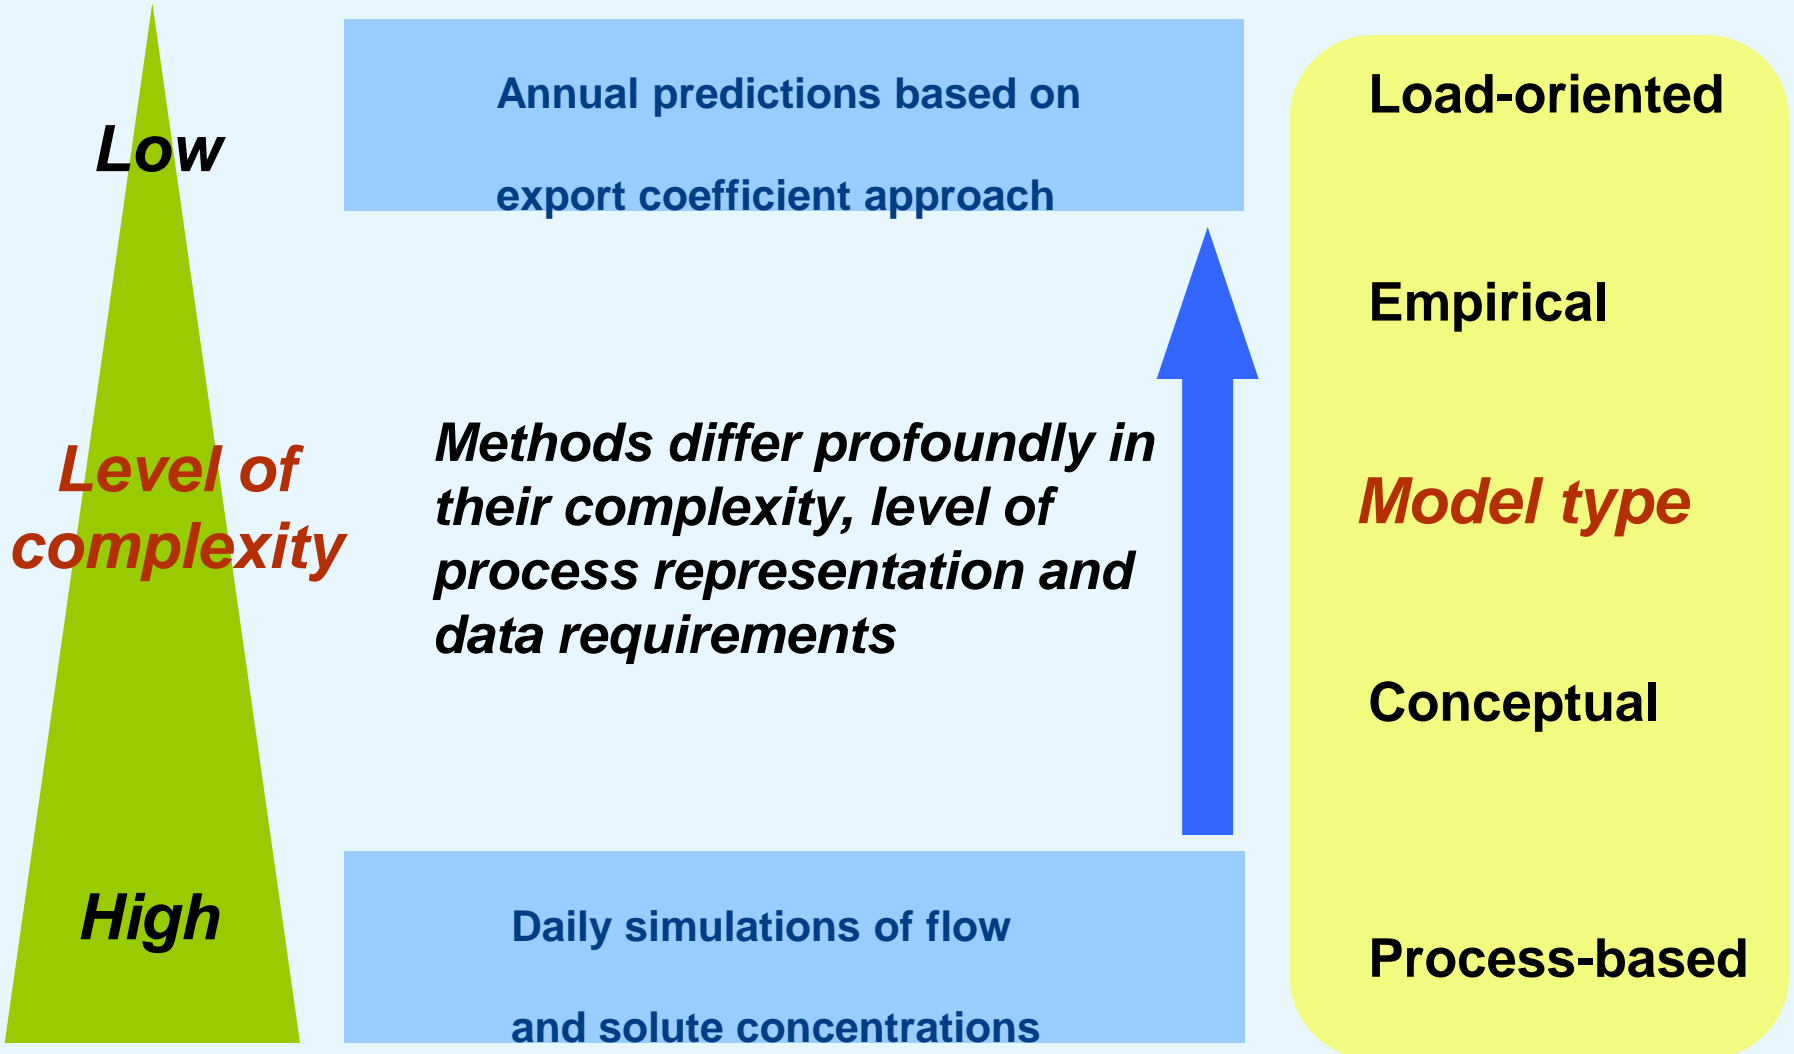 Low
Level of
complexity
High
Annual predictions based on
export coefficient approach
Methods differ profoundly in
their complexity, level of
process representation and
data requirements
Daily simulations of flow
and solute concentrations
Load-oriented
Empirical
Model type
Conceptual
Process-based